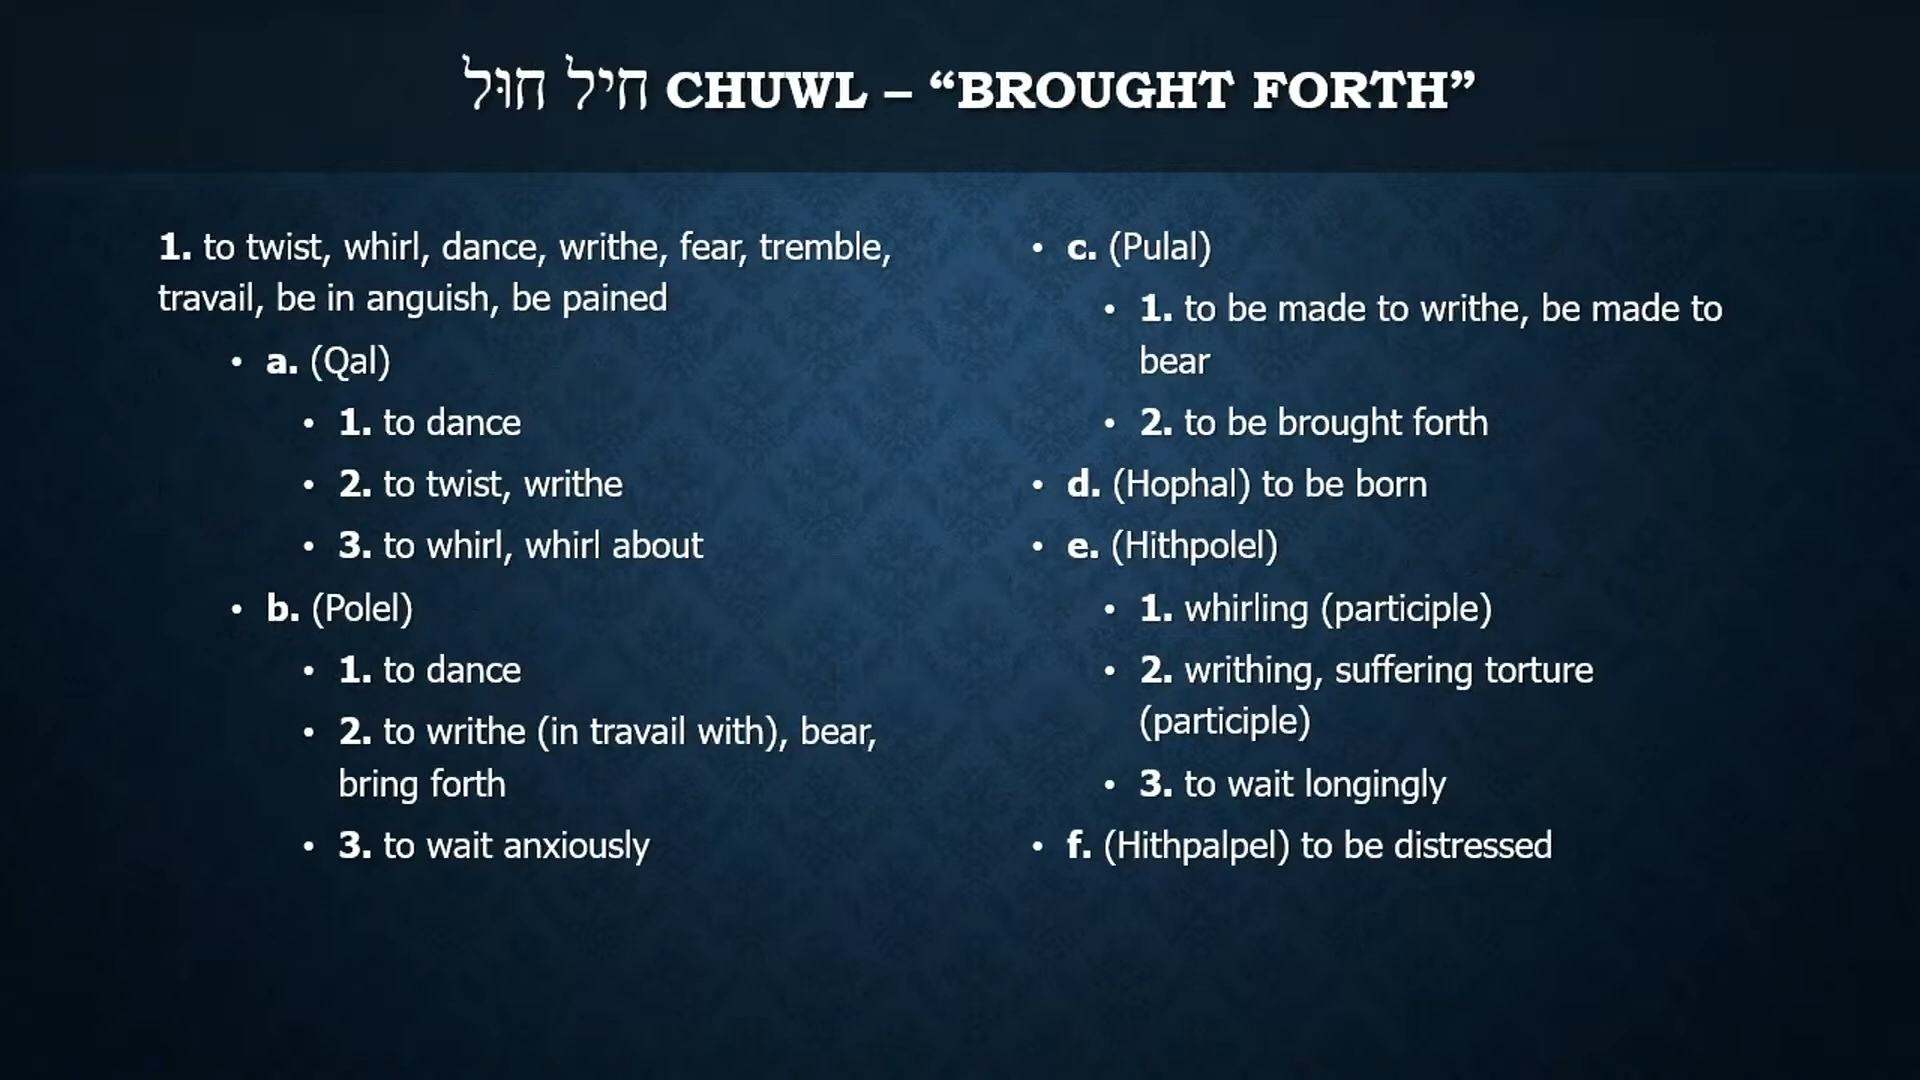 חיל חוּל CHUWL – “BROUGHT FORTH”
1. to twist, whirl, dance, writhe, fear, tremble,
travail, be in anguish, be pained
• a. (Qal)
• 1. to dance
• 2. to twist, writhe
• 3. to whirl, whirl about
• b. (Polel)
• 1. to dance
• 2. to writhe (in travail with), bear,
bring forth
• 3. to wait anxiously
• c. (Pulal)
• 1. to be made to writhe, be made to
bear
• 2. to be brought forth
• d. (Hophal) to be born
• e. (Hithpolel)
• 1. whirling (participle)
• 2. writhing, suffering torture
(participle)
• 3. to wait longingly
• f. (Hithpalpel) to be distressed